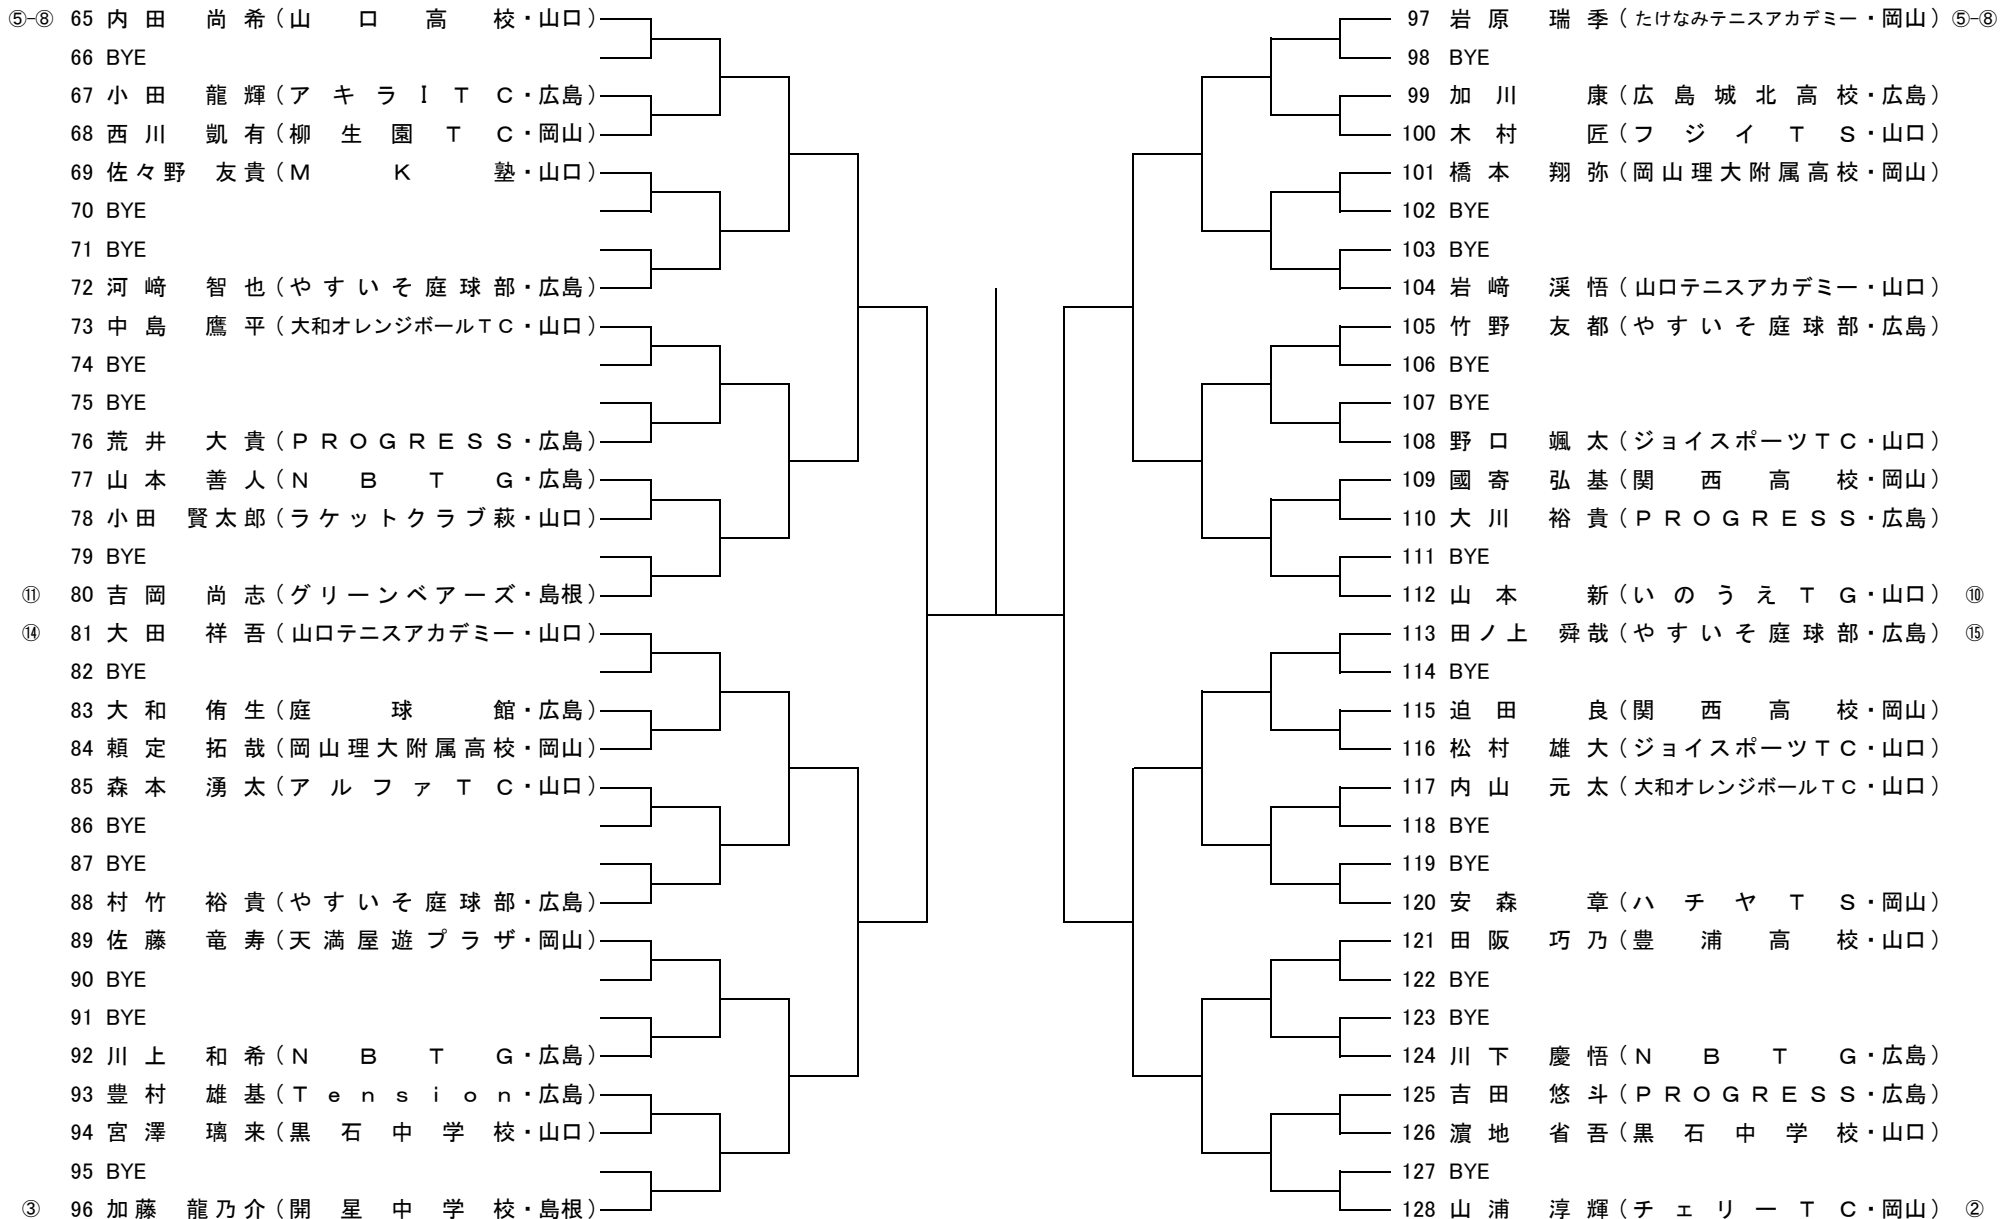 ⑤-⑧ 65 内田 尚希(山口高校・山口)
66 BYE
67 小田 龍輝(アキラＩＴＣ・広島)
68 西川 凱有(柳生園ＴＣ・岡山)
69 佐々野 友貴(ＭＫ塾・山口)
70 BYE
71 BYE
72 河﨑 智也(やすいそ庭球部・広島)
73 中島 鷹平(大和オレンジボールＴＣ・山口)
74 BYE
75 BYE
76 荒井 大貴(ＰＲＯＧＲＥＳＳ・広島)
77 山本 善人(ＮＢＴＧ・広島)
78 小田 賢太郎(ラケットクラブ萩・山口)
79 BYE
⑪ 80 吉岡 尚志(グリーンベアーズ・島根)
⑭ 81 大田 祥吾(山口テニスアカデミー・山口)
82 BYE
83 大和 侑生(庭球館・広島)
84 頼定 拓哉(岡山理大附属高校・岡山)
85 森本 湧太(アルファＴＣ・山口)
86 BYE
87 BYE
88 村竹 裕貴(やすいそ庭球部・広島)
89 佐藤 竜寿(天満屋遊プラザ・岡山)
90 BYE
91 BYE
92 川上 和希(ＮＢＴＧ・広島)
93 豊村 雄基(Ｔｅｎｓｉｏｎ・広島)
94 宮澤 璃来(黒石中学校・山口)
95 BYE
③ 96 加藤 龍乃介(開星中学校・島根)
97 岩原 瑞季(たけなみテニスアカデミー・岡山) ⑤-⑧
98 BYE
99 加川 康(広島城北高校・広島)
100 木村 匠(フジイＴＳ・山口)
101 橋本 翔弥(岡山理大附属高校・岡山)
102 BYE
103 BYE
104 岩﨑 渓悟(山口テニスアカデミー・山口)
105 竹野 友都(やすいそ庭球部・広島)
106 BYE
107 BYE
108 野口 颯太(ジョイスポーツＴＣ・山口)
109 國寄 弘基(関西高校・岡山)
110 大川 裕貴(ＰＲＯＧＲＥＳＳ・広島)
111 BYE
112 山本 新(いのうえＴＧ・山口) ⑩
113 田ノ上 舜哉(やすいそ庭球部・広島) ⑮
114 BYE
115 迫田 良(関西高校・岡山)
116 松村 雄大(ジョイスポーツＴＣ・山口)
117 内山 元太(大和オレンジボールＴＣ・山口)
118 BYE
119 BYE
120 安森 章(ハチヤＴＳ・岡山)
121 田阪 巧乃(豊浦高校・山口)
122 BYE
123 BYE
124 川下 慶悟(ＮＢＴＧ・広島)
125 吉田 悠斗(ＰＲＯＧＲＥＳＳ・広島)
126 濵地 省吾(黒石中学校・山口)
127 BYE
128 山浦 淳輝(チェリーＴＣ・岡山) ②